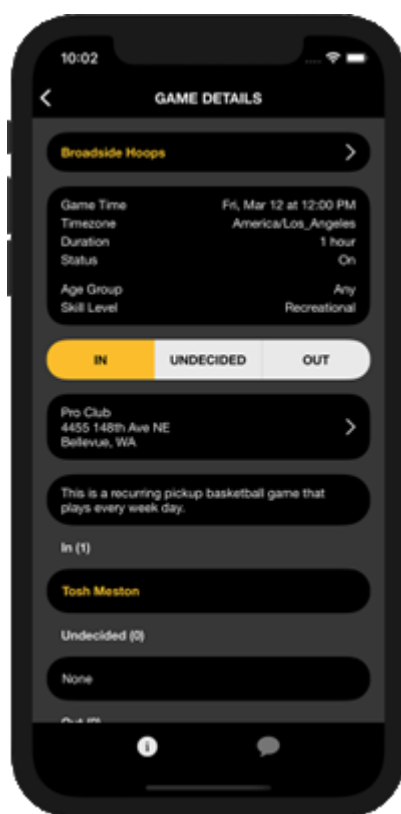 10:02
GAME DETAILS
Broadside Hoops
Game Time Fri, Mar 12 at 12:00 PM
Timezone America/Los_Angeles
Duration 1 hour
Status On
Age Group Any
Skill Level Recreational
IN UNDECIDED OUT
Pro Club
4455 148th Ave NE
Bellevue, WA
This is a recurring pickup basketball game that
plays every week day.
In (1)
Tosh Meston
Undecided (0)
None
Out (0)